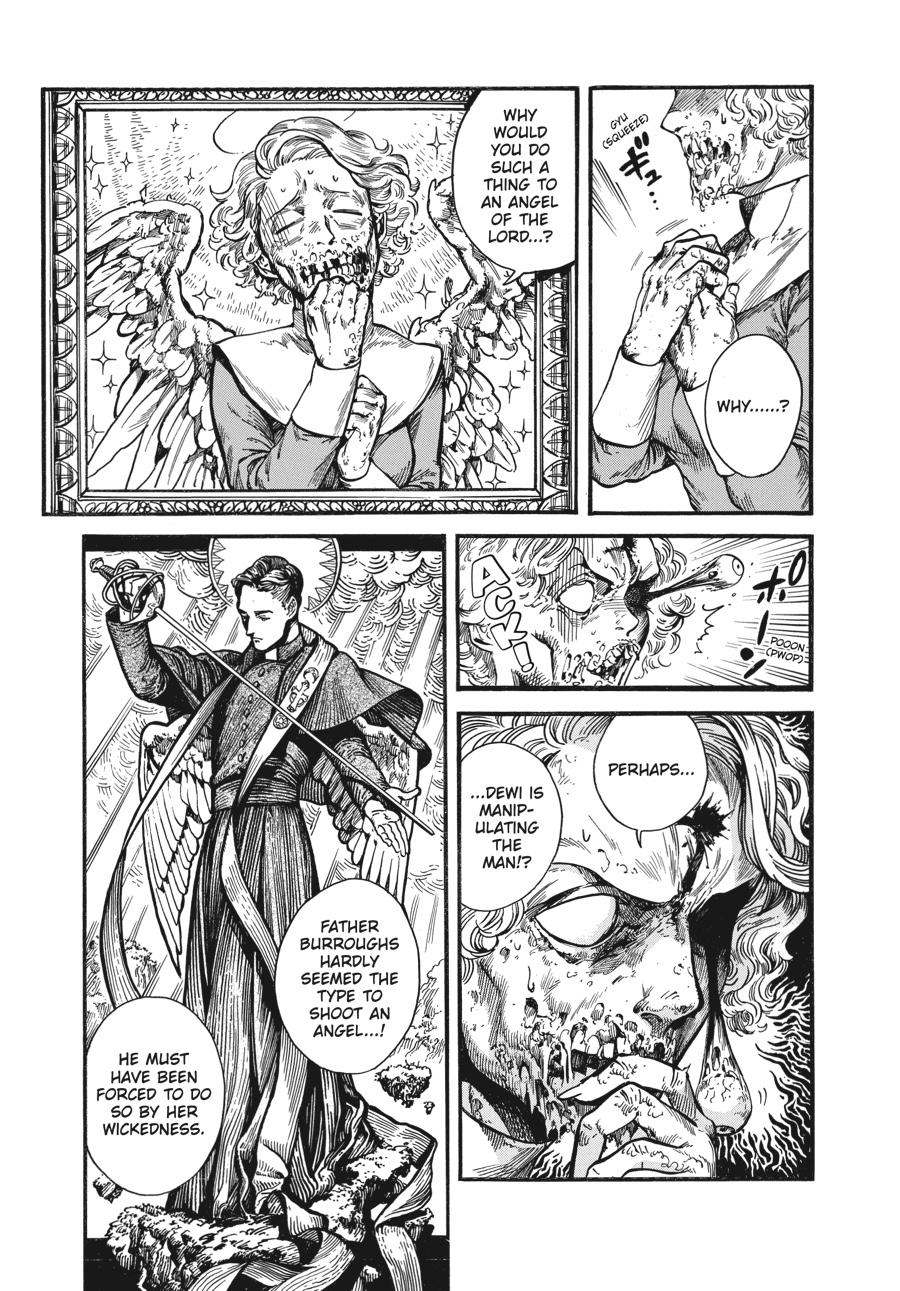 GYU
(SQUEEZE)
ギュ…
WHY......?
WHY
WOULD
YOU DO
SUCH A
THING TO
AN ANGEL
OF THE
LORD...?
ポーン
POOON
(PWOP)
ACK!
PERHAPS...
...DEWI IS
MANIP-
ULATING
THE
MAN!?
FATHER
BURROUGHS
HARDLY
SEEMED THE
TYPE TO
SHOOT AN
ANGEL...!
HE MUST
HAVE BEEN
FORCED TO DO
SO BY HER
WICKEDNESS.